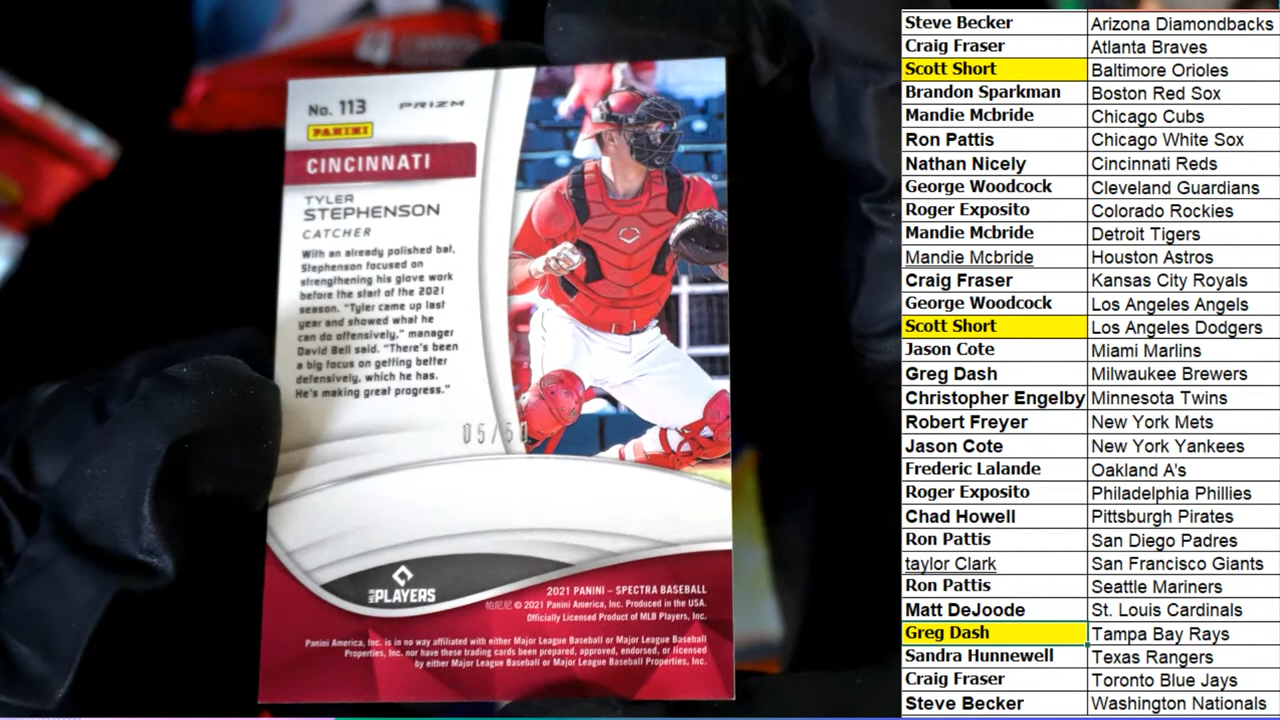 No. 113 PRIZM
PANINI
CINCINNATI
TYLER
STEPHENSON
CATCHER
With an already polished bat,
Stephenson focused on
strengthening his glove work
before the start of the 2021
season. "Tyler came up last
year and showed what he
can do offensively," manager
David Bell said. "There's been
a big focus on getting better
defensively, which he has.
He's making great progress."
05/50
MLB PLAYERS
2021 PANINI – SPECTRA BASEBALL
帕尼尼 © 2021 Panini America, Inc. Produced in the USA.
Officially Licensed Product of MLB Players, Inc.
Panini America, Inc. is in no way affiliated with either Major League Baseball or Major League Baseball
Properties, Inc. nor have these trading cards been prepared, approved, endorsed, or licensed
by either Major League Baseball or Major League Baseball Properties, Inc.
Steve Becker Arizona Diamondbacks
Craig Fraser Atlanta Braves
Scott Short Baltimore Orioles
Brandon Sparkman Boston Red Sox
Mandie Mcbride Chicago Cubs
Ron Pattis Chicago White Sox
Nathan Nicely Cincinnati Reds
George Woodcock Cleveland Guardians
Roger Exposito Colorado Rockies
Mandie Mcbride Detroit Tigers
Mandie Mcbride Houston Astros
Craig Fraser Kansas City Royals
George Woodcock Los Angeles Angels
Scott Short Los Angeles Dodgers
Jason Cote Miami Marlins
Greg Dash Milwaukee Brewers
Christopher Engelby Minnesota Twins
Robert Freyer New York Mets
Jason Cote New York Yankees
Frederic Lalande Oakland A's
Roger Exposito Philadelphia Phillies
Chad Howell Pittsburgh Pirates
Ron Pattis San Diego Padres
taylor Clark San Francisco Giants
Ron Pattis Seattle Mariners
Matt DeJoode St. Louis Cardinals
Greg Dash Tampa Bay Rays
Sandra Hunnewell Texas Rangers
Craig Fraser Toronto Blue Jays
Steve Becker Washington Nationals